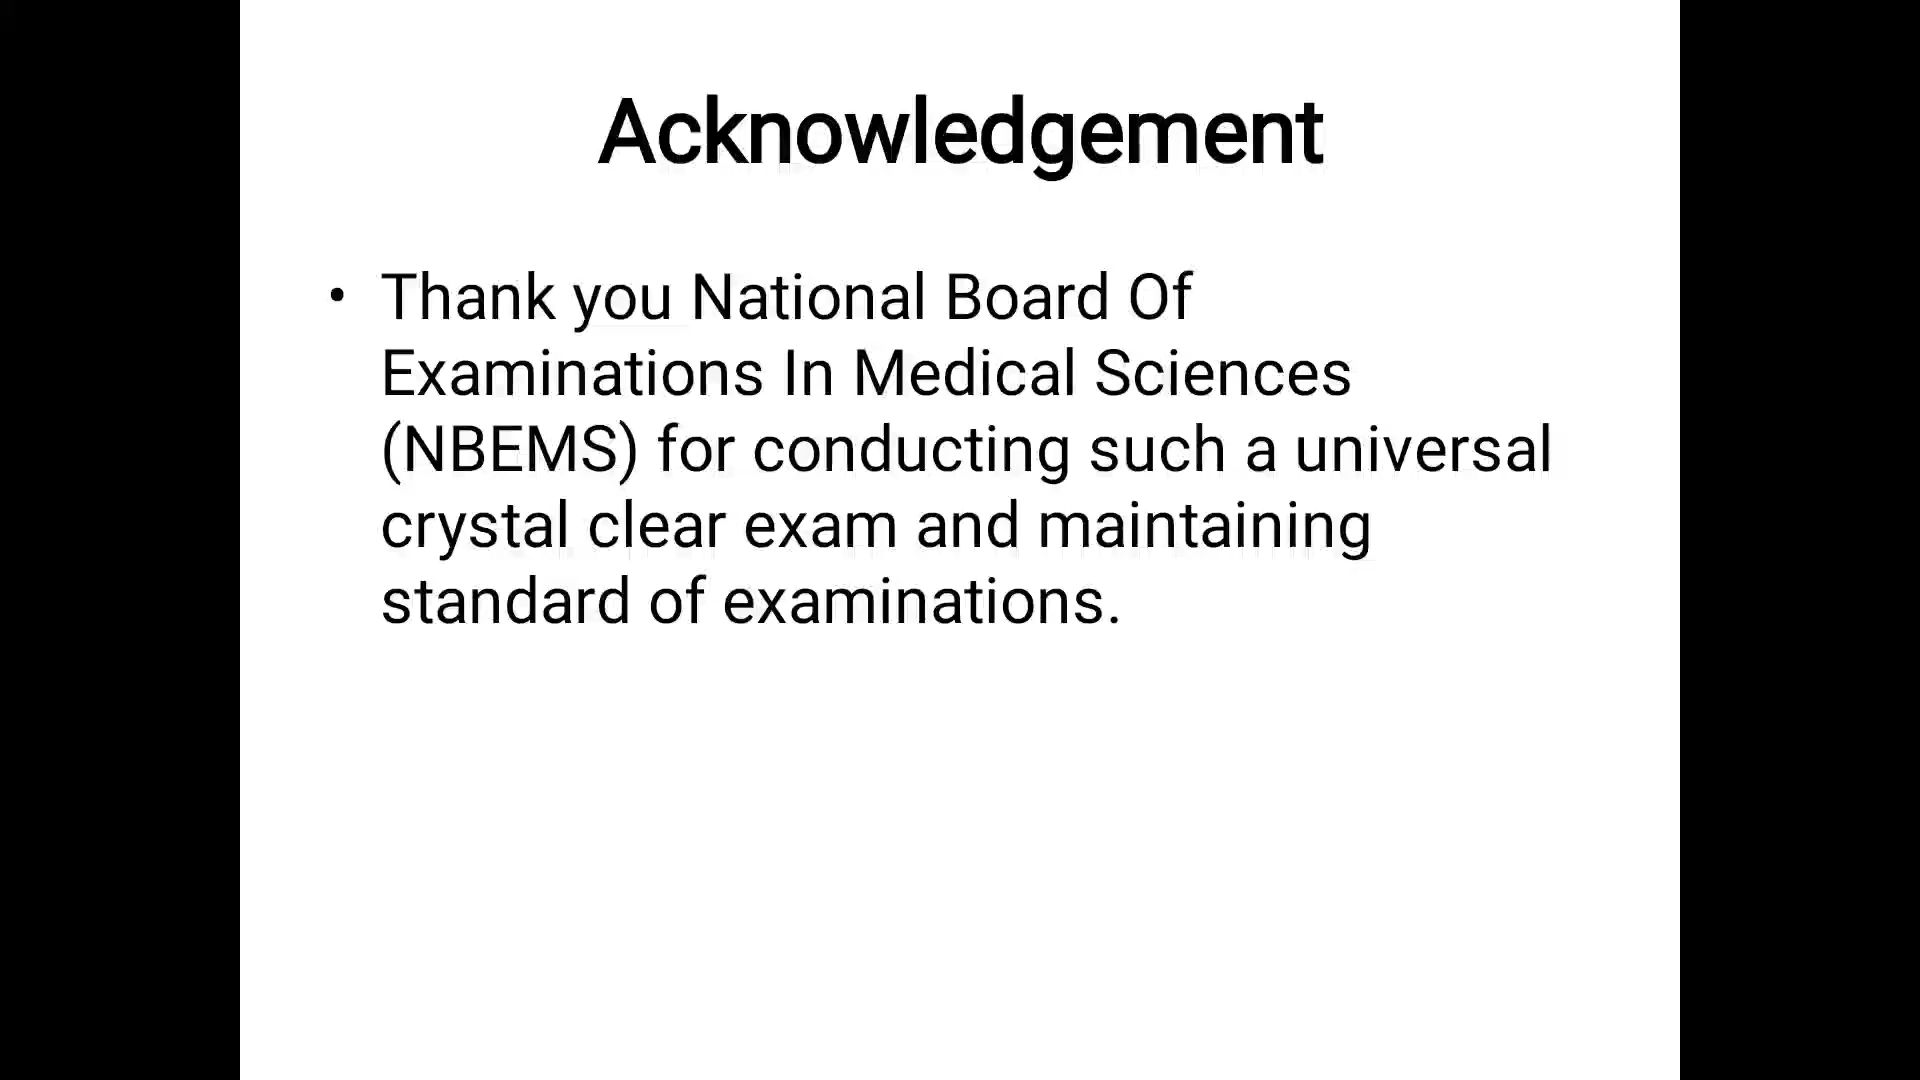 Acknowledgement
• Thank you National Board Of
Examinations In Medical Sciences
(NBEMS) for conducting such a universal
crystal clear exam and maintaining
standard of examinations.